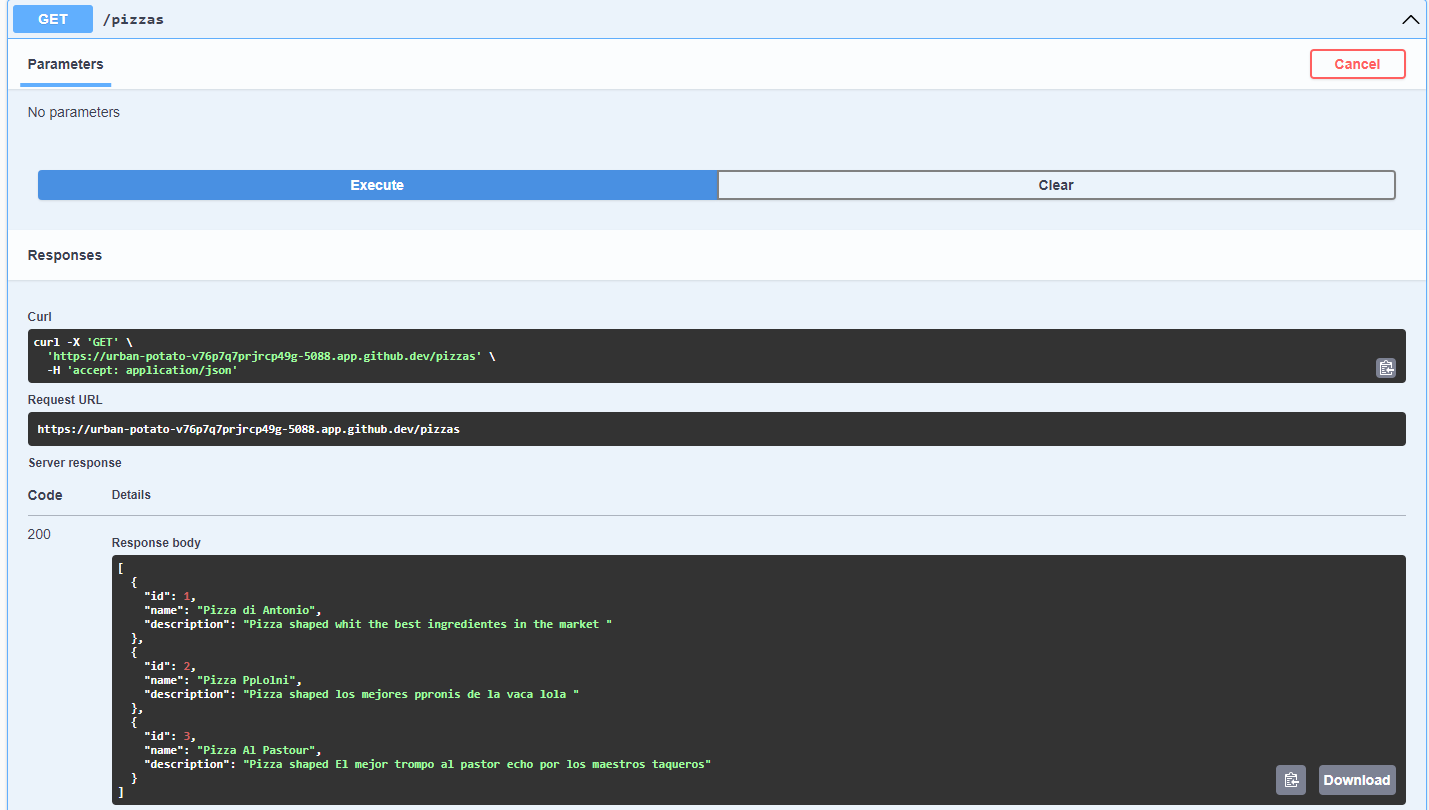 GET /pizzas
Parameters
Cancel
No parameters
Execute
Clear
Responses
Curl
curl -X 'GET' \
  'https://urban-potato-v76p7q7prjrcp49g-5088.app.github.dev/pizzas' \
  -H 'accept: application/json'
Request URL
https://urban-potato-v76p7q7prjrcp49g-5088.app.github.dev/pizzas
Server response
Code Details
200
Response body
[
  {
    "id": 1,
    "name": "Pizza di Antonio",
    "description": "Pizza shaped whit the best ingredientes in the market "
  },
  {
    "id": 2,
    "name": "Pizza PpLolni",
    "description": "Pizza shaped los mejores ppronis de la vaca lola "
  },
  {
    "id": 3,
    "name": "Pizza Al Pastour",
    "description": "Pizza shaped El mejor trompo al pastor echo por los maestros taqueros"
  }
]
Download